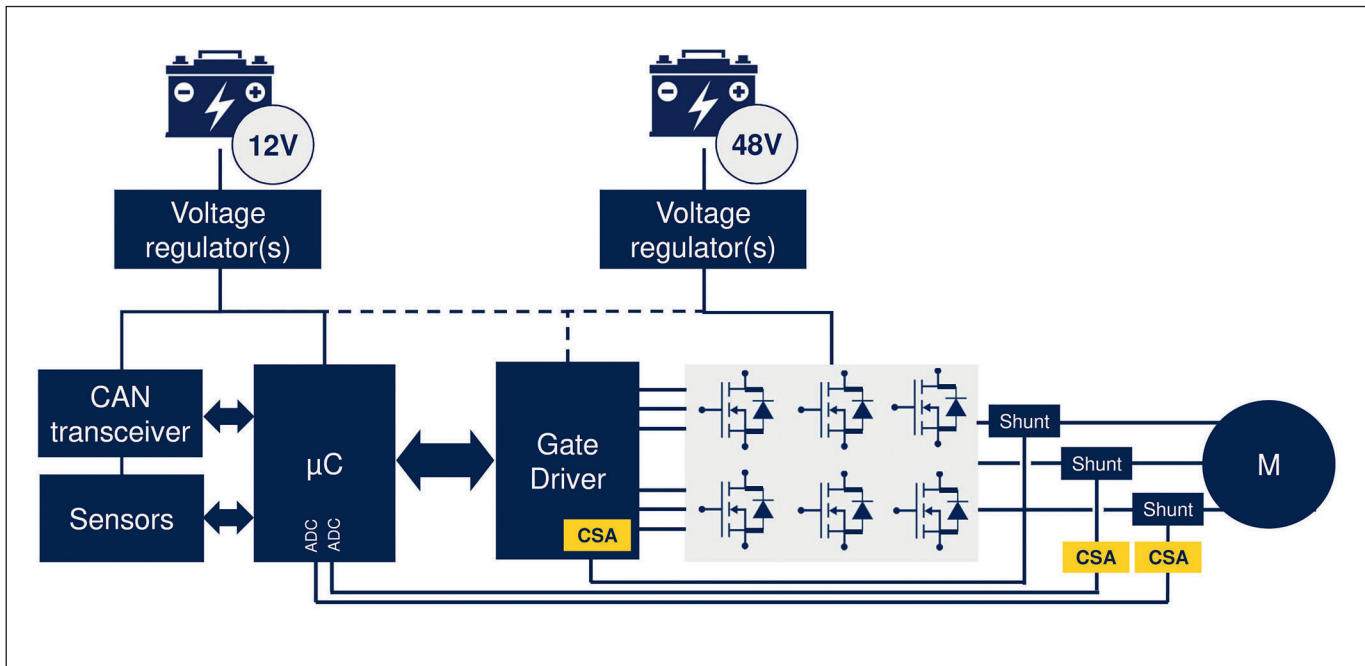 12V
48V
Voltage
regulator(s)
Voltage
regulator(s)
CAN
transceiver
Sensors
µC
ADC
ADC
Gate
Driver
CSA
Shunt
Shunt
Shunt
CSA
CSA
M